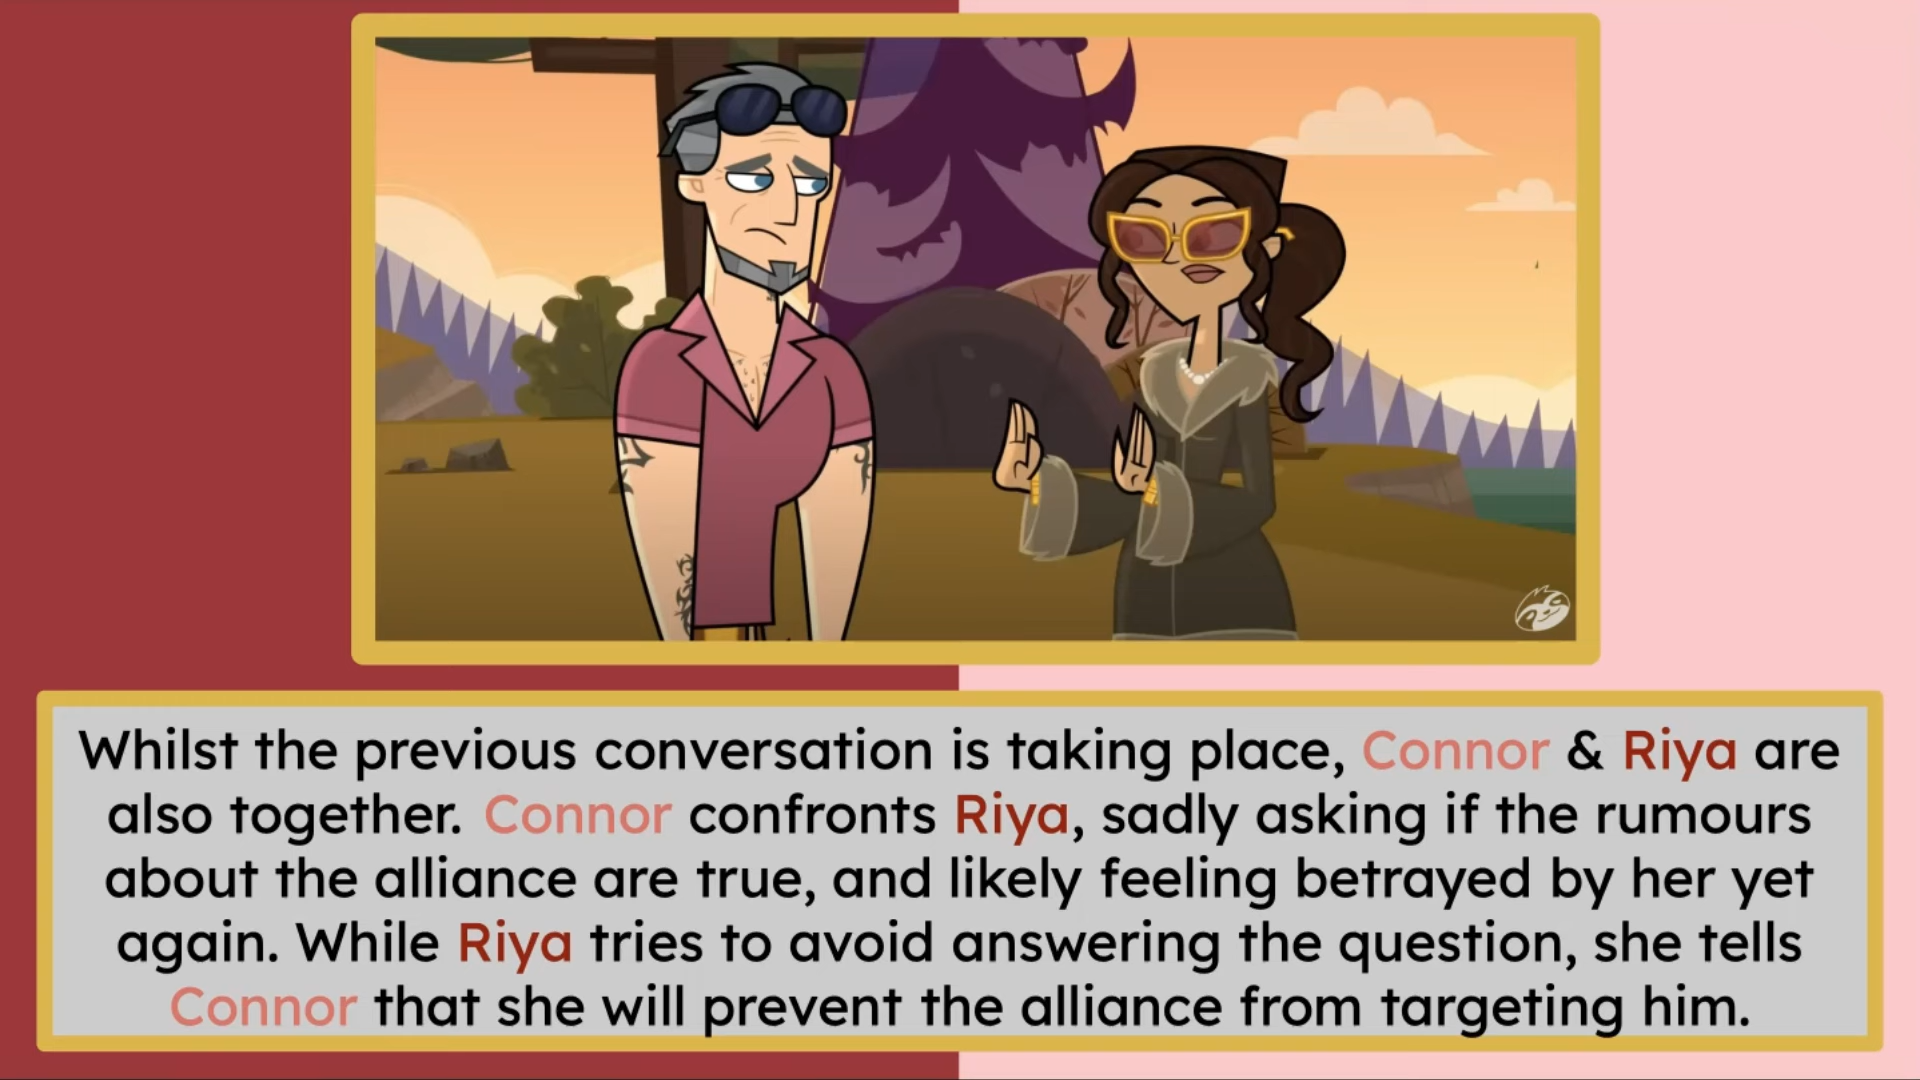 Whilst the previous conversation is taking place, Connor & Riya are
also together. Connor confronts Riya, sadly asking if the rumours
about the alliance are true, and likely feeling betrayed by her yet
again. While Riya tries to avoid answering the question, she tells
Connor that she will prevent the alliance from targeting him.